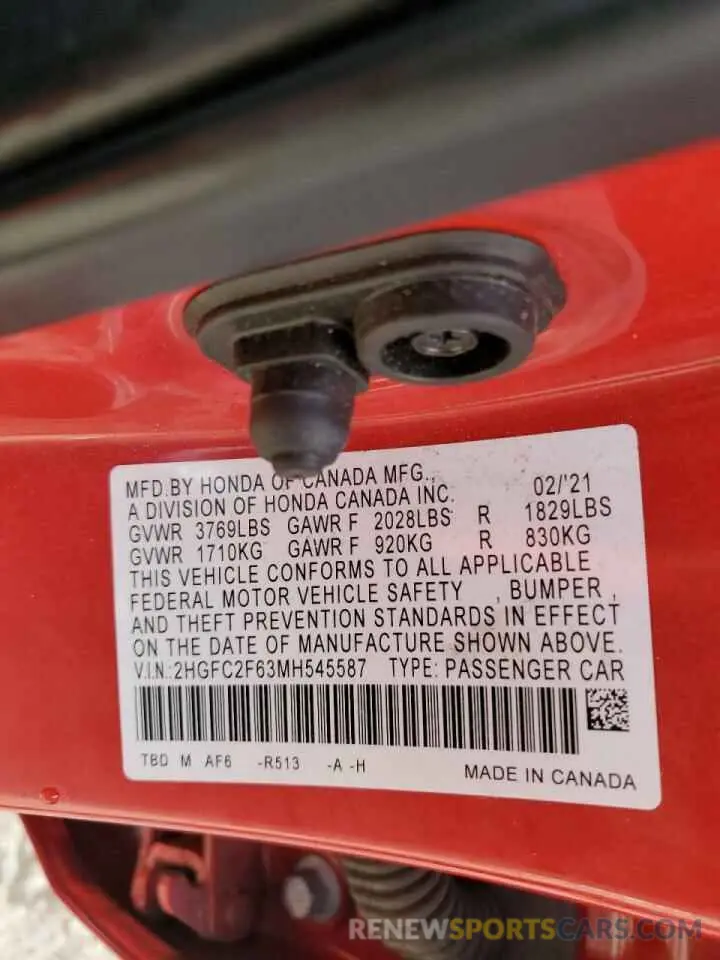 MFD.BY HONDA OF CANADA MFG.,
A DIVISION OF HONDA CANADA INC. 02/'21
GVWR 3769LBS GAWR F 2028LBS R 1829LBS
GVWR 1710KG GAWR F 920KG R 830KG
THIS VEHICLE CONFORMS TO ALL APPLICABLE
FEDERAL MOTOR VEHICLE SAFETY , BUMPER ,
AND THEFT PREVENTION STANDARDS IN EFFECT
ON THE DATE OF MANUFACTURE SHOWN ABOVE.
V.I.N.:2HGFC2F63MH545587 TYPE: PASSENGER CAR
TBD M AF6 -R513 -A -H MADE IN CANADA
RENEWSPORTSCARS.COM